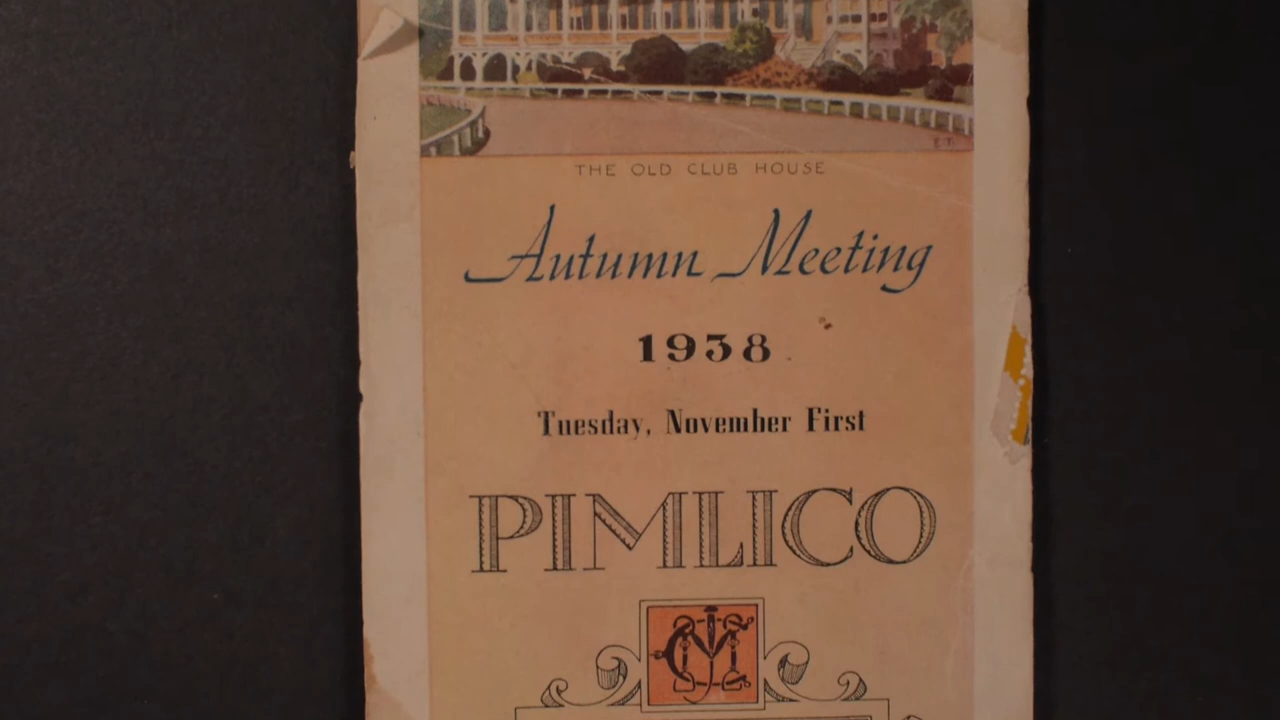 THE OLD CLUB HOUSE
Autumn Meeting
1938
Tuesday, November First
PIMLICO